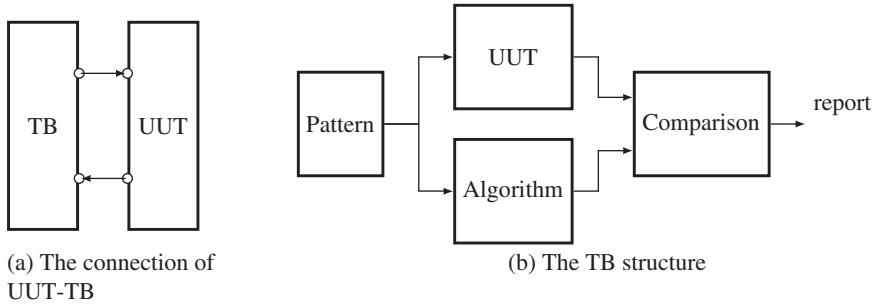 TB
UUT
(a) The connection of
UUT-TB
Pattern
UUT
Algorithm
Comparison
report
(b) The TB structure